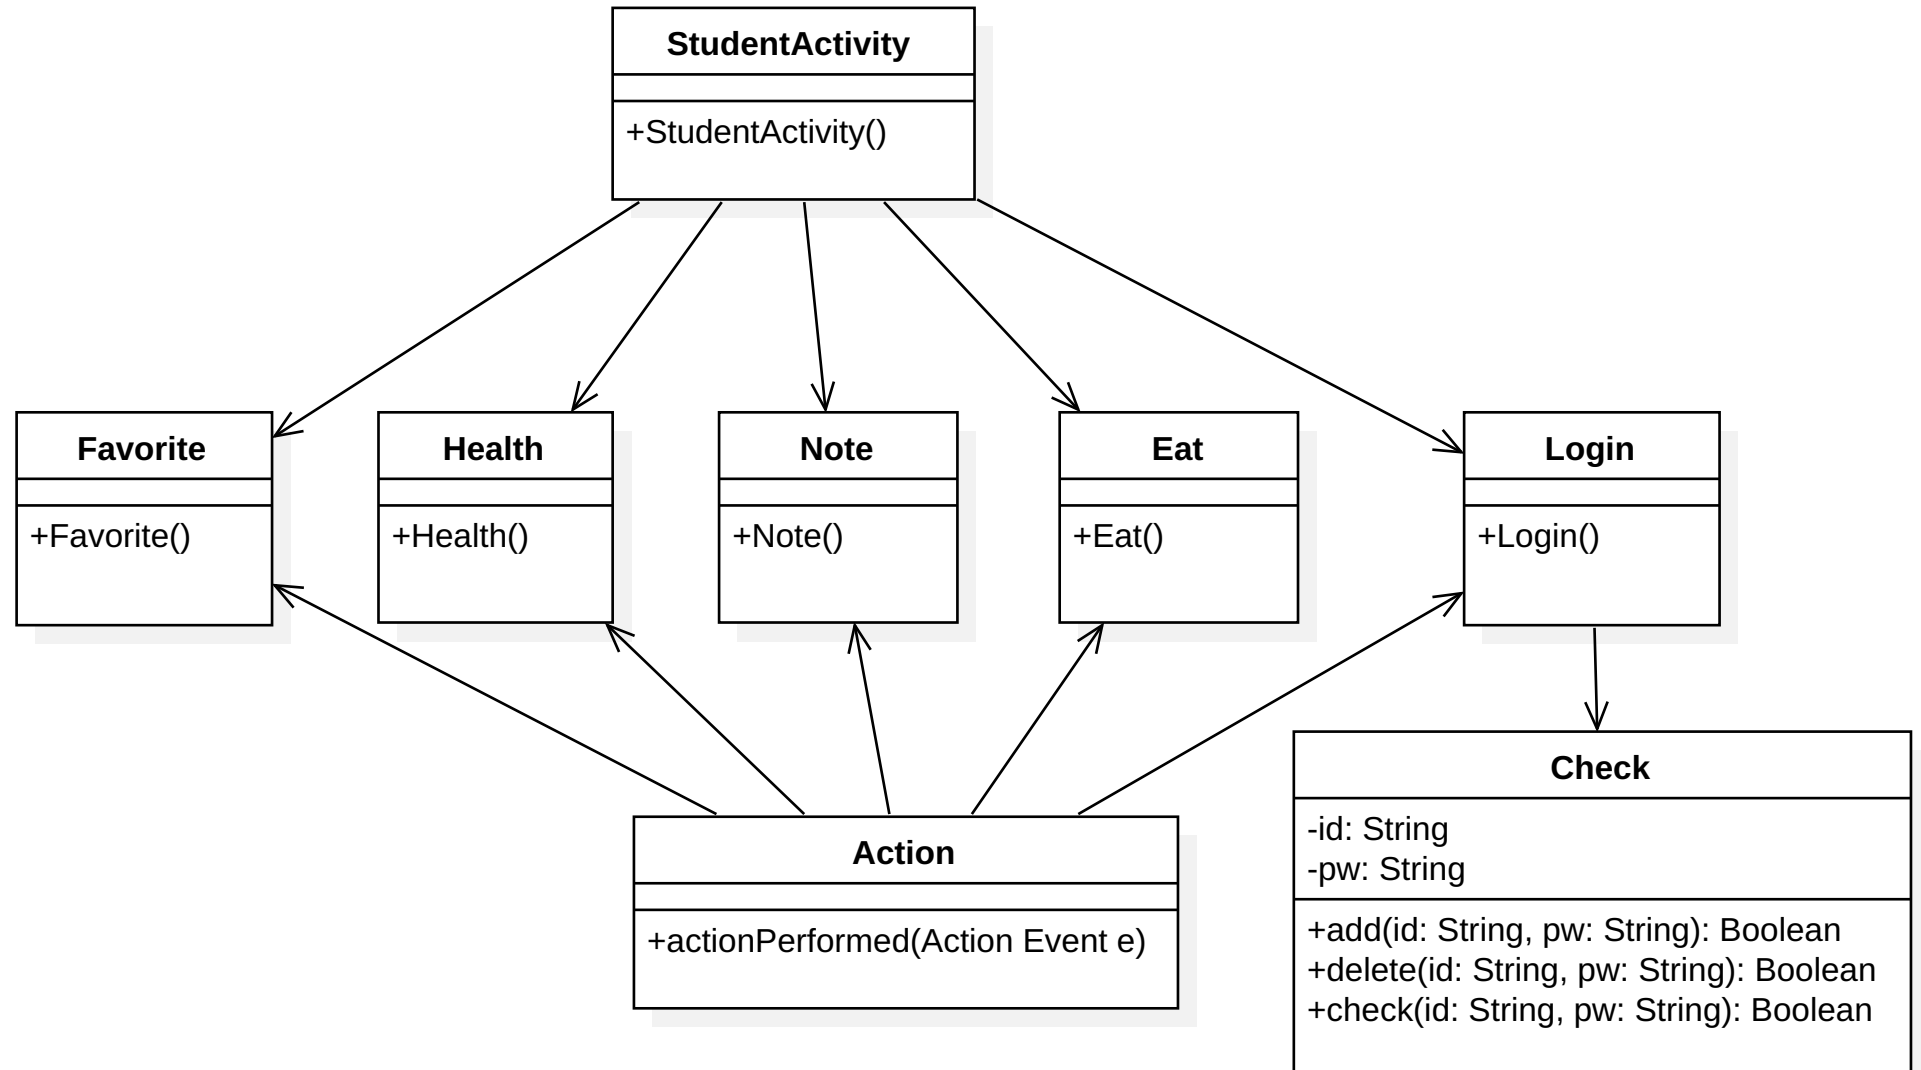 StudentActivity
+StudentActivity()
Favorite
+Favorite()
Health
+Health()
Note
+Note()
Eat
+Eat()
Login
+Login()
Action
+actionPerformed(Action Event e)
Check
-id: String
-pw: String
+add(id: String, pw: String): Boolean
+delete(id: String, pw: String): Boolean
+check(id: String, pw: String): Boolean